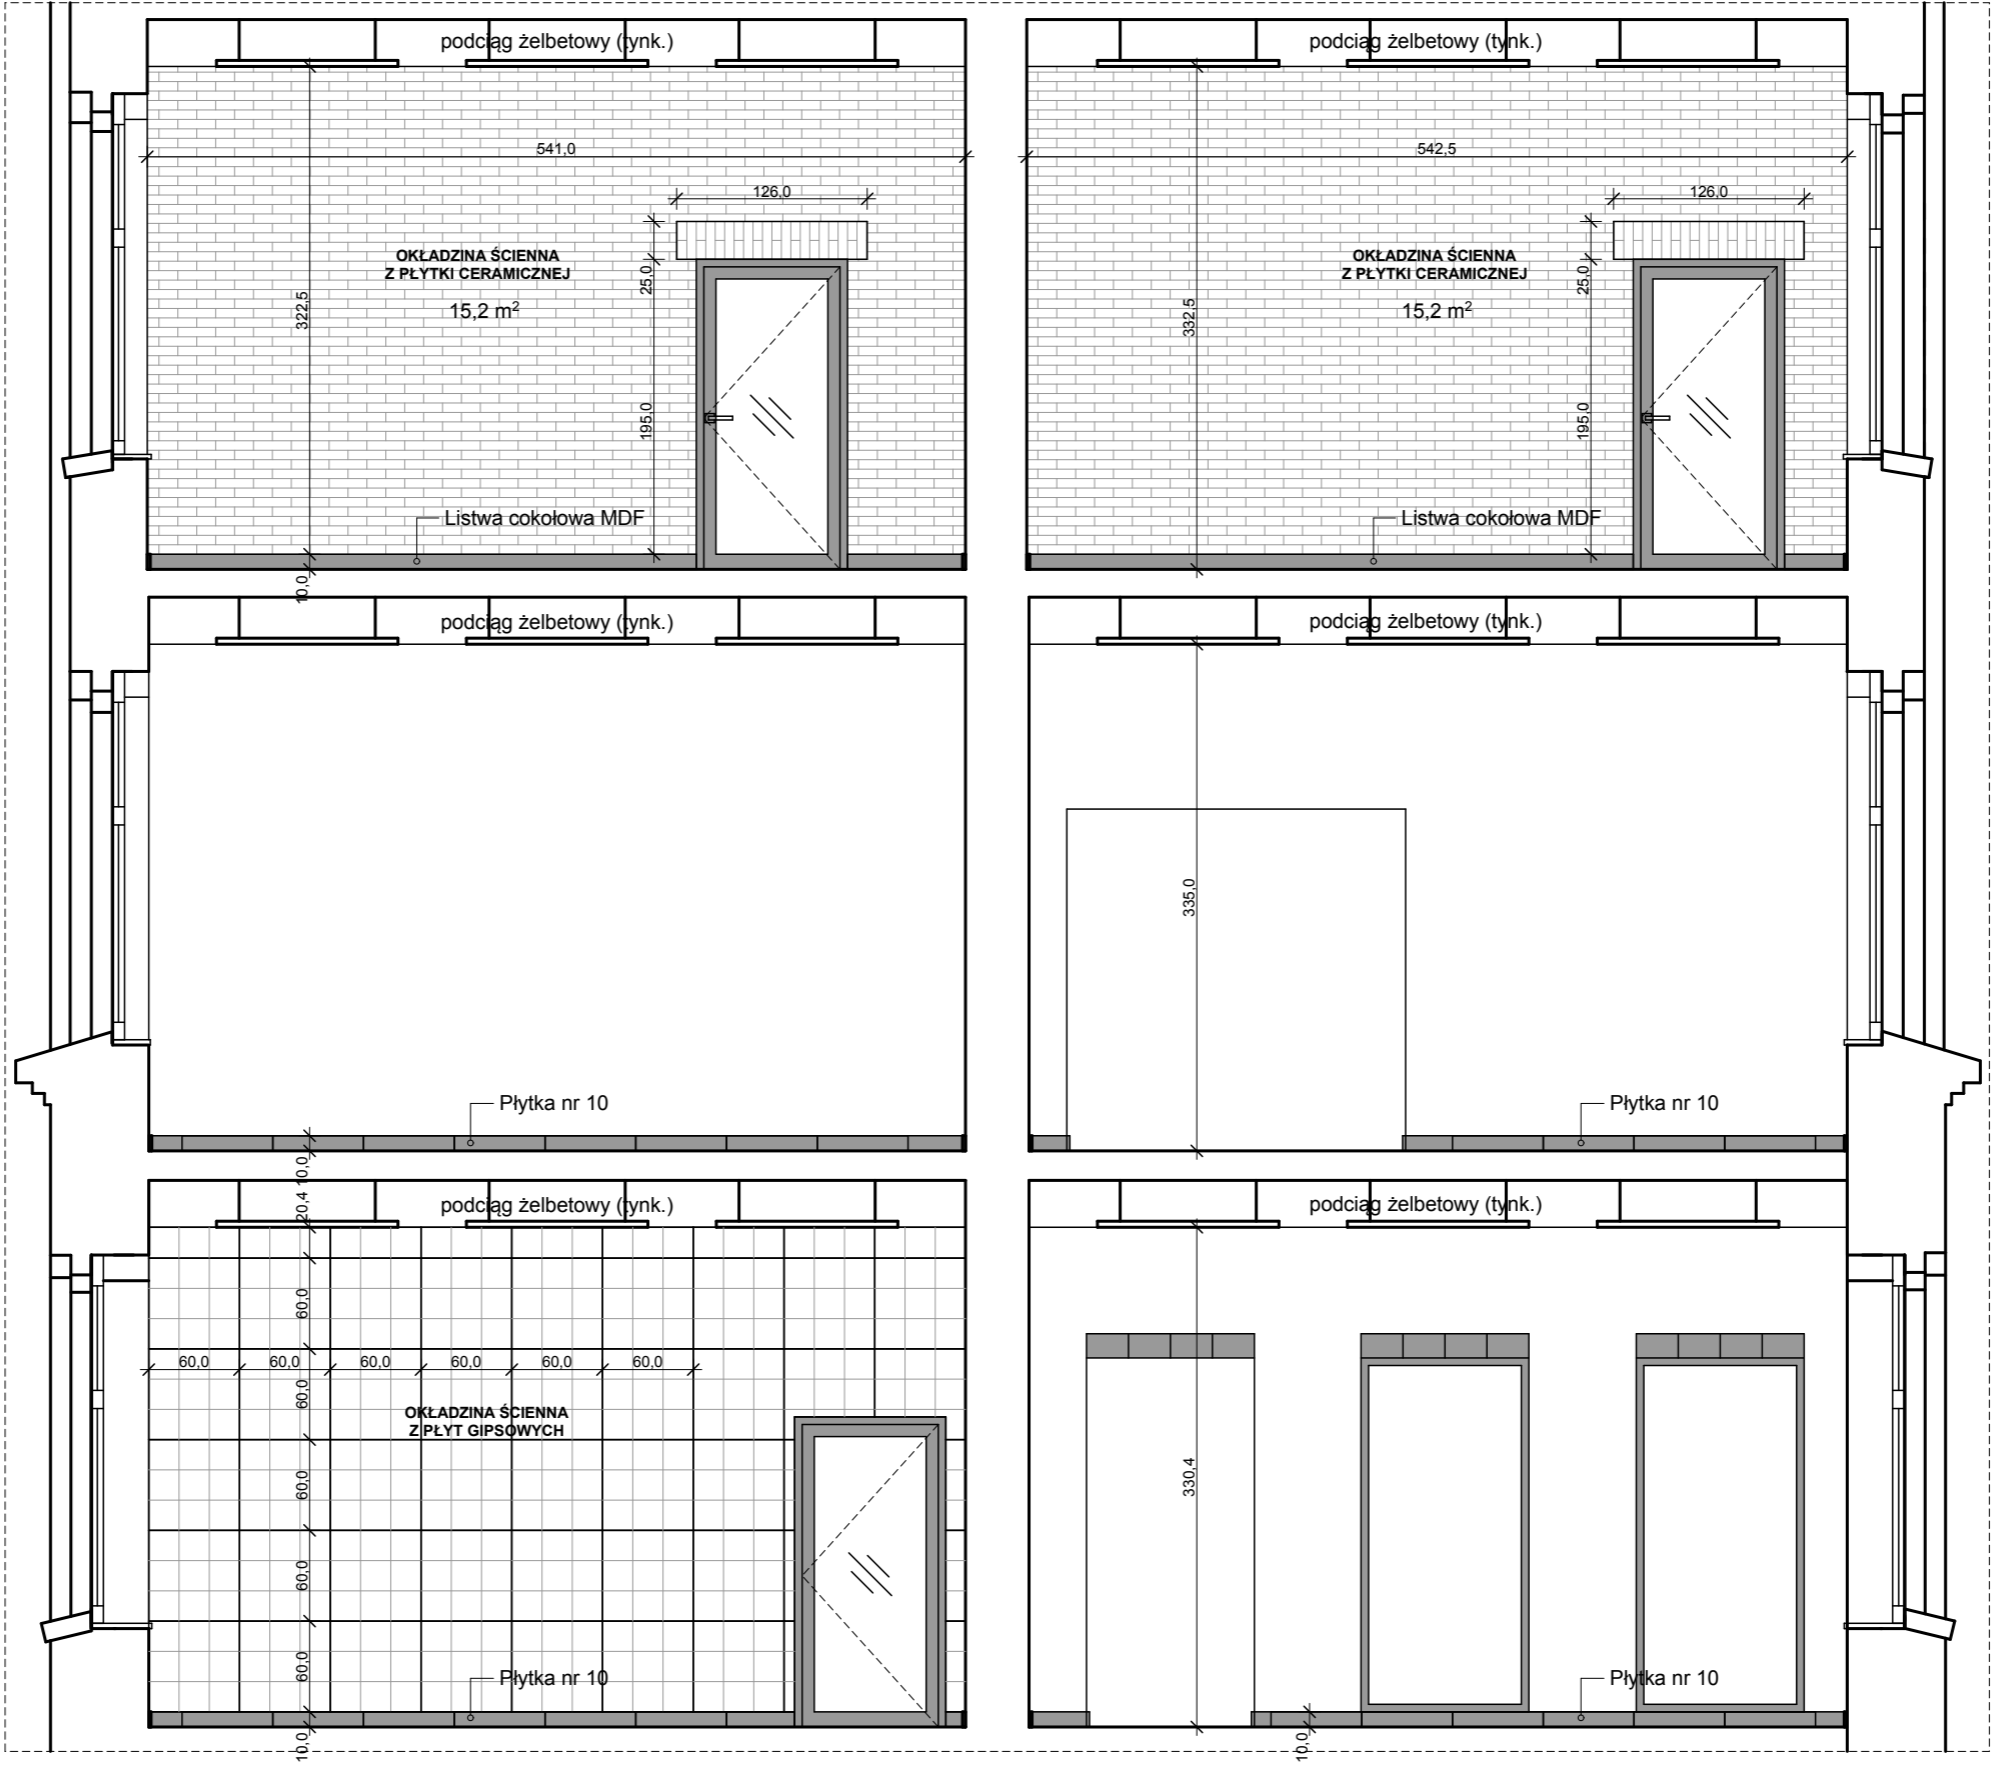 podciąg żelbetowy (tynk.)
541,0
126,0
OKŁADZINA ŚCIENNA
Z PŁYTKI CERAMICZNEJ
15,2 m²
322,5
25,0
195,0
Listwa cokołowa MDF
10,0
podciąg żelbetowy (tynk.)
542,5
126,0
OKŁADZINA ŚCIENNA
Z PŁYTKI CERAMICZNEJ
15,2 m²
332,5
25,0
195,0
Listwa cokołowa MDF
podciąg żelbetowy (tynk.)
Płytka nr 10
10,0
podciąg żelbetowy (tynk.)
335,0
Płytka nr 10
podciąg żelbetowy (tynk.)
20,4
60,0
60,0 60,0 60,0 60,0 60,0 60,0
60,0
OKŁADZINA ŚCIENNA
Z PŁYT GIPSOWYCH
60,0
60,0
60,0
Płytka nr 10
10,0
podciąg żelbetowy (tynk.)
330,4
Płytka nr 10
10,0